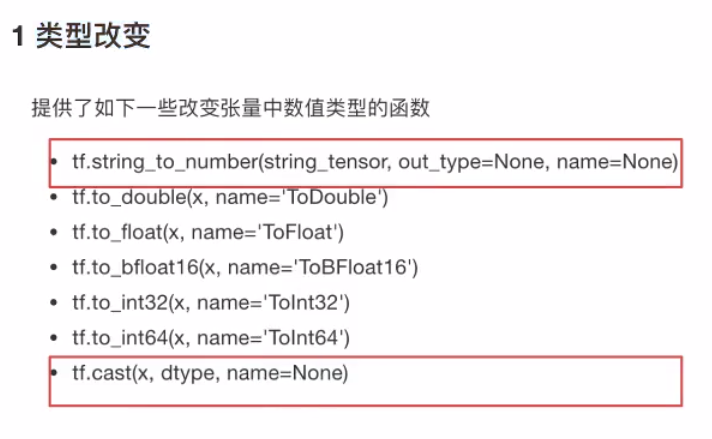 1 类型改变
提供了如下一些改变张量中数值类型的函数
• tf.string_to_number(string_tensor, out_type=None, name=None)
• tf.to_double(x, name='ToDouble')
• tf.to_float(x, name='ToFloat')
• tf.to_bfloat16(x, name='ToBFloat16')
• tf.to_int32(x, name='ToInt32')
• tf.to_int64(x, name='ToInt64')
• tf.cast(x, dtype, name=None)